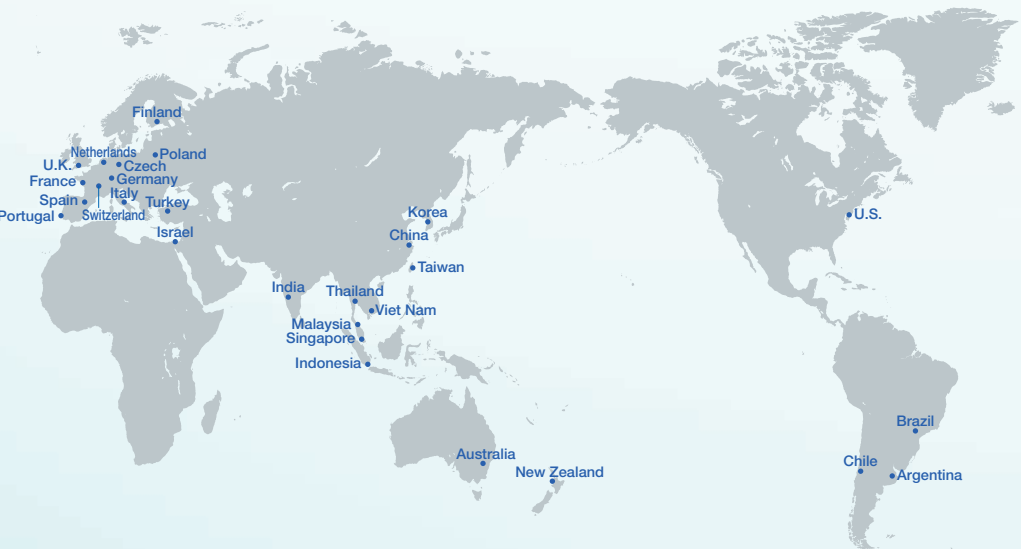 Finland
Netherlands
Poland
U.K.
Czech
France
Germany
Italy
Spain
Turkey
Portugal
Switzerland
Israel
Korea
China
Taiwan
India
Thailand
Viet Nam
Malaysia
Singapore
Indonesia
U.S.
Australia
New Zealand
Brazil
Chile
Argentina